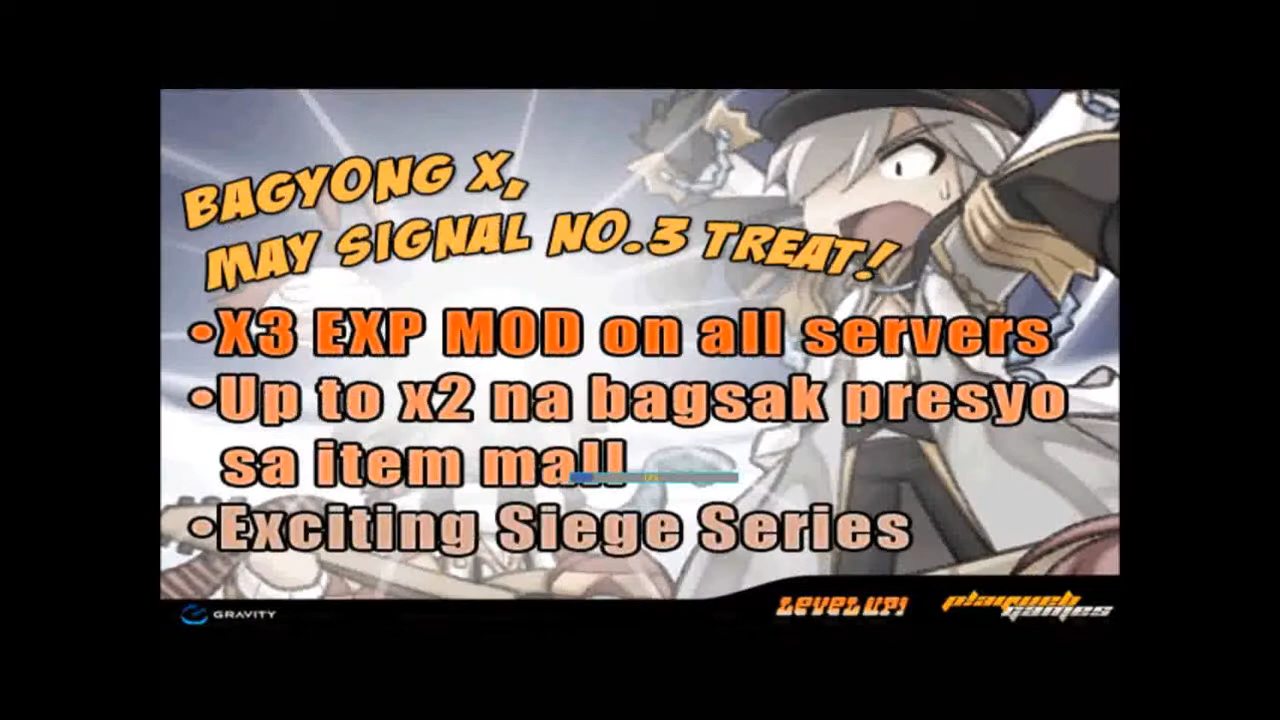 BAGYONG X,
MAY SIGNAL NO.3 TREAT!
•X3 EXP MOD on all servers
•Up to x2 na bagsak presyo
sa item mall
•Exciting Siege Series
GRAVITY
LEVEL UP!
playweb
games